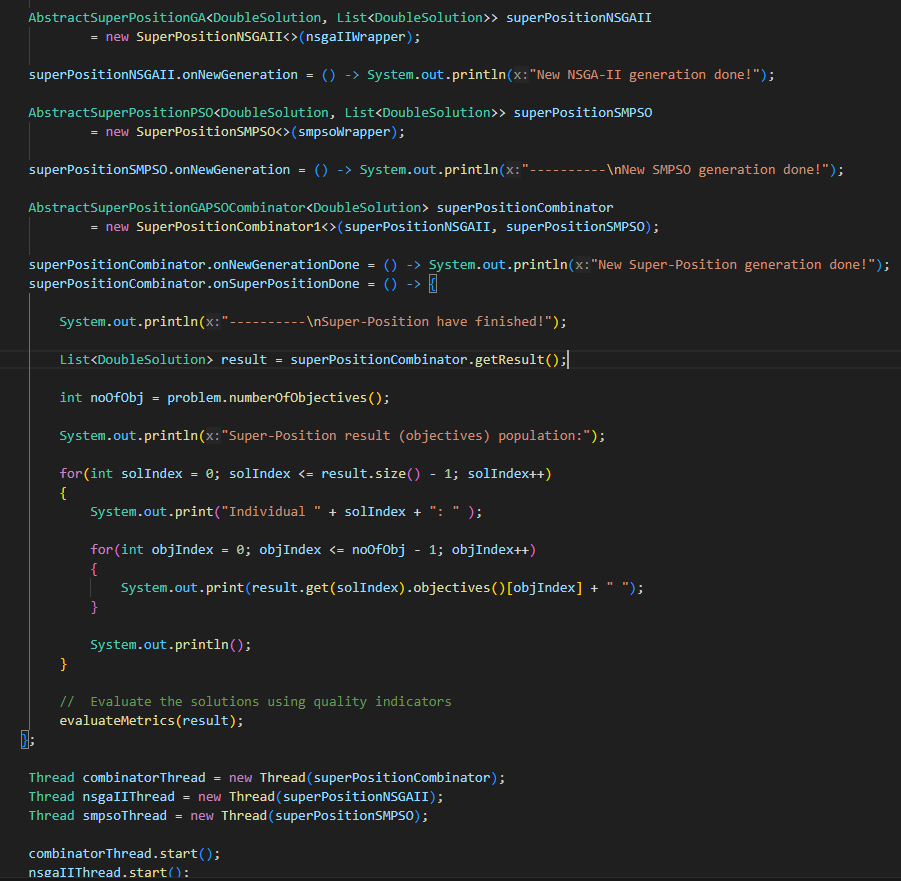 AbstractSuperPositionGA<DoubleSolution, List<DoubleSolution>> superPositionNSGAII
= new SuperPositionNSGAII<>(nsgaIIWrapper);
superPositionNSGAII.onNewGeneration = () -> System.out.println(x:"New NSGA-II generation done!");
AbstractSuperPositionPSO<DoubleSolution, List<DoubleSolution>> superPositionSMPSO
= new SuperPositionSMPSO<>(smpsoWrapper);
superPositionSMPSO.onNewGeneration = () -> System.out.println(x:"----------\nNew SMPSO generation done!");
AbstractSuperPositionGAPSOCombinator<DoubleSolution> superPositionCombinator
= new SuperPositionCombinator1<>(superPositionNSGAII, superPositionSMPSO);
superPositionCombinator.onNewGenerationDone = () -> System.out.println(x:"New Super-Position generation done!");
superPositionCombinator.onSuperPositionDone = () -> {
System.out.println(x:"----------\nSuper-Position have finished!");
List<DoubleSolution> result = superPositionCombinator.getResult();
int noOfObj = problem.numberOfObjectives();
System.out.println(x:"Super-Position result (objectives) population:");
for(int solIndex = 0; solIndex <= result.size() - 1; solIndex++)
{
System.out.print("Individual " + solIndex + ": " );
for(int objIndex = 0; objIndex <= noOfObj - 1; objIndex++)
{
System.out.print(result.get(solIndex).objectives()[objIndex] + " ");
}
System.out.println();
}
//  Evaluate the solutions using quality indicators
evaluateMetrics(result);
};
Thread combinatorThread = new Thread(superPositionCombinator);
Thread nsgaIIThread = new Thread(superPositionNSGAII);
Thread smpsoThread = new Thread(superPositionSMPSO);
combinatorThread.start();
nsgaIIThread.start();